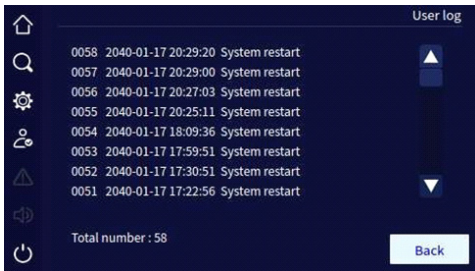 User log
0058 2040-01-17 20:29:20 System restart
0057 2040-01-17 20:29:00 System restart
0056 2040-01-17 20:27:03 System restart
0055 2040-01-17 20:25:11 System restart
0054 2040-01-17 18:09:36 System restart
0053 2040-01-17 17:59:51 System restart
0052 2040-01-17 17:30:51 System restart
0051 2040-01-17 17:22:56 System restart
Total number : 58
Back